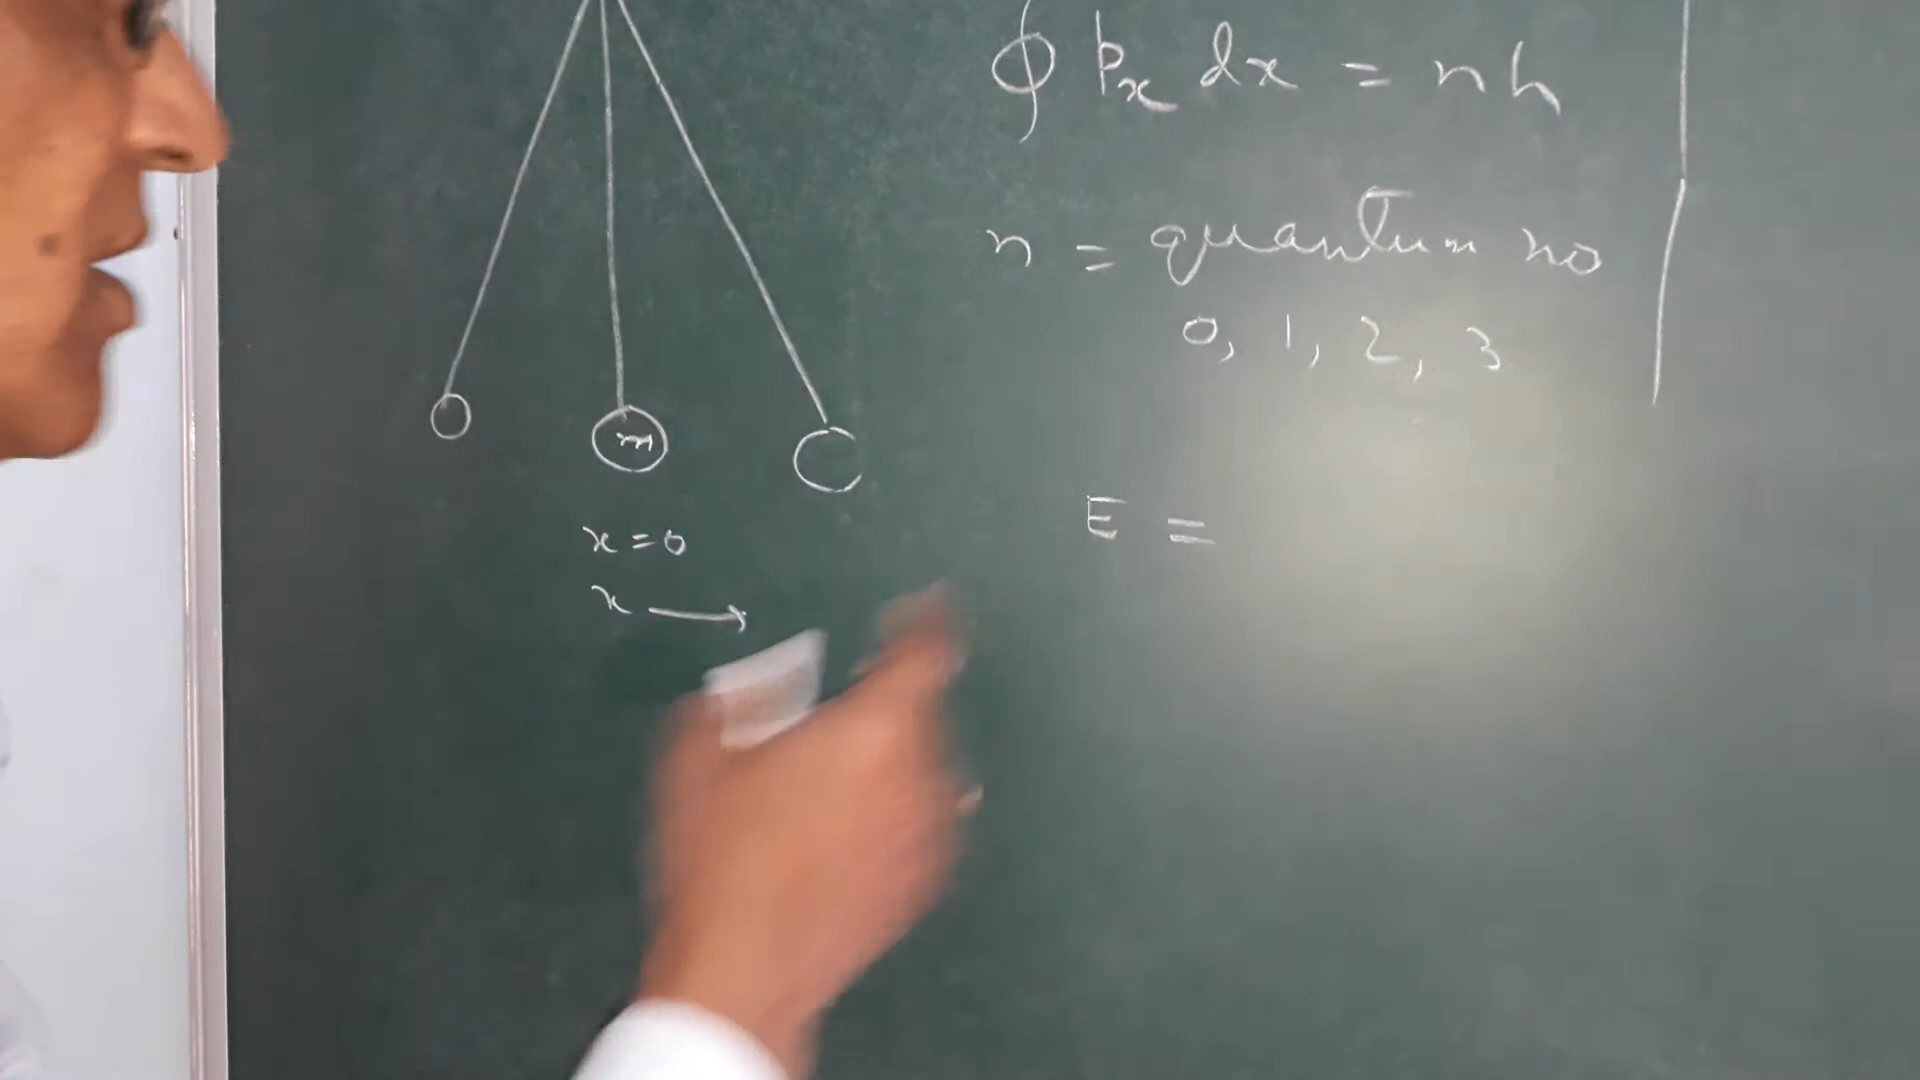 ∮ pₓ dx = nh
n = quantum no
0, 1, 2, 3
m
x = 0
E =
x →